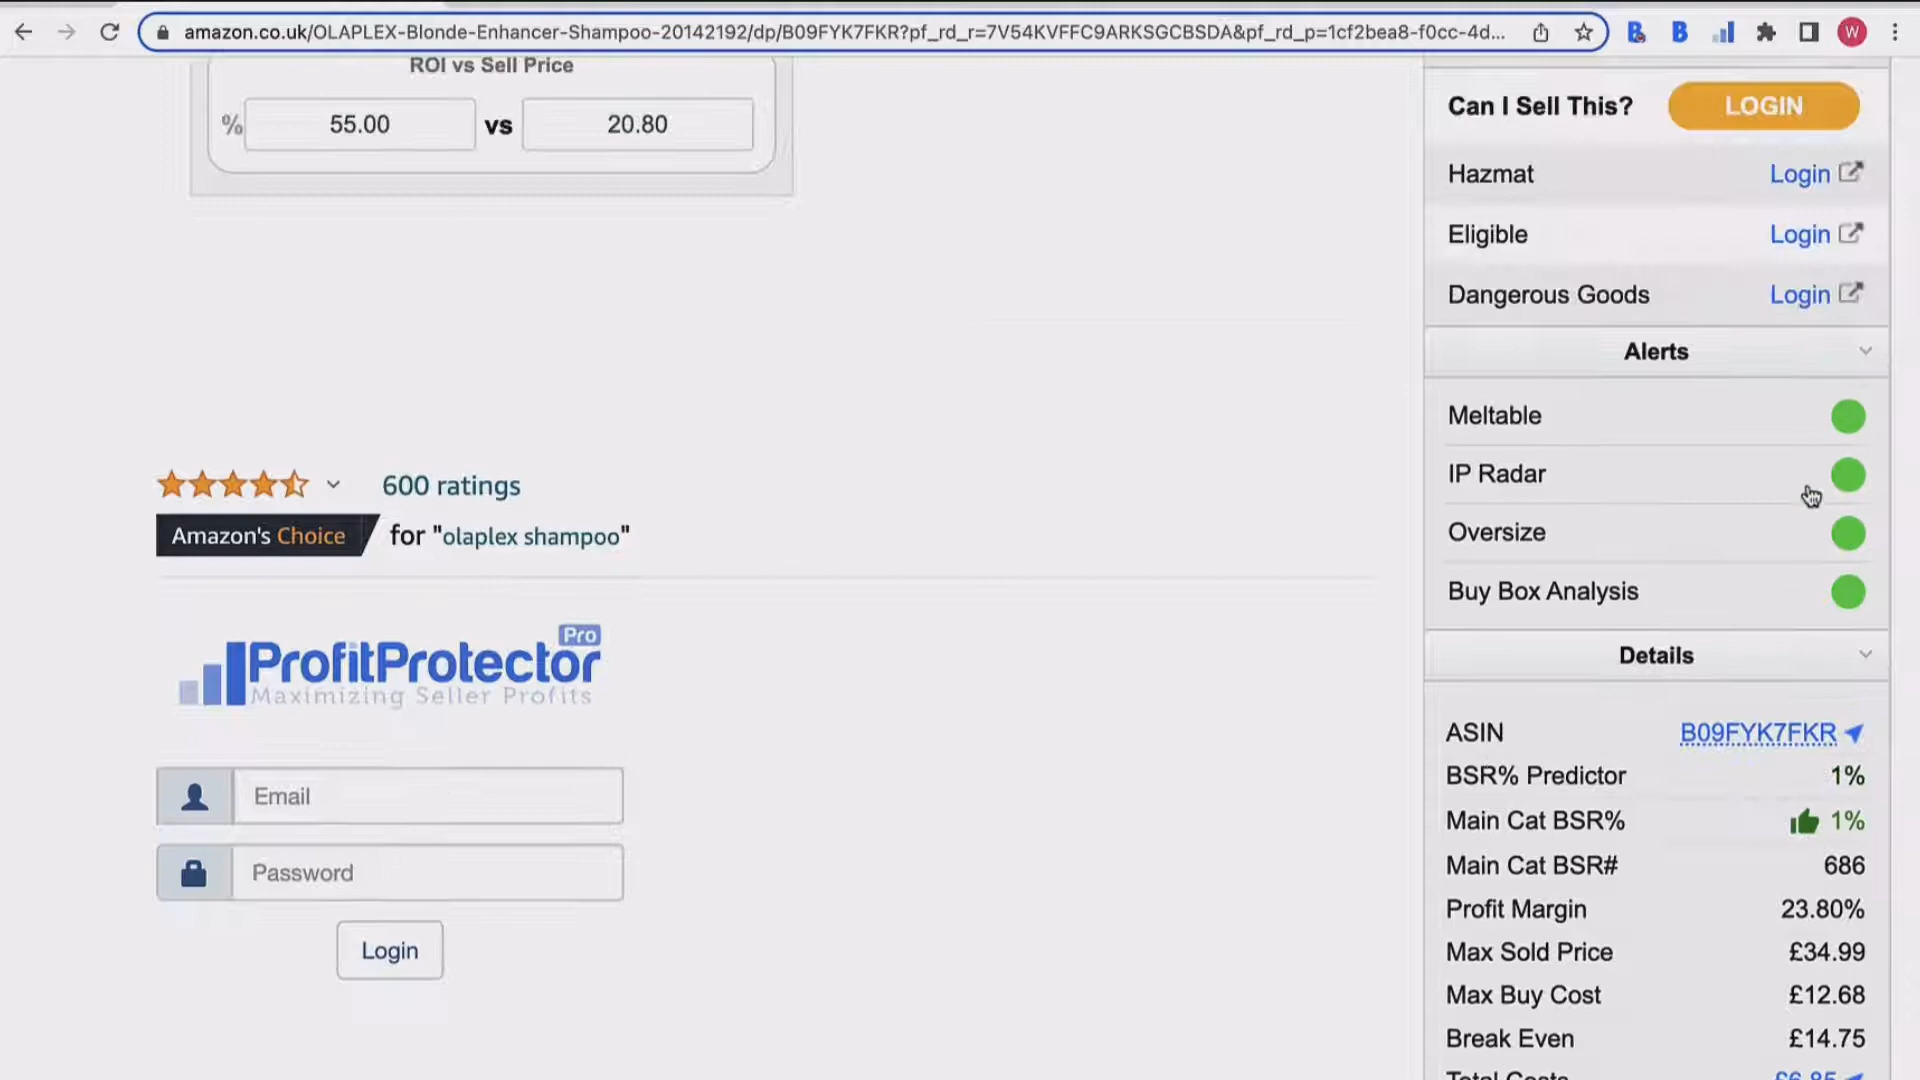 amazon.co.uk/OLAPLEX-Blonde-Enhancer-Shampoo-20142192/dp/B09FYK7FKR?pf_rd_r=7V54KVFFC9ARKSGCBSDA&pf_rd_p=1cf2bea8-f0cc-4d...
W
ROI vs Sell Price
% 55.00 vs 20.80
600 ratings
Amazon's Choice for "olaplex shampoo"
ProfitProtector Pro
Maximizing Seller Profits
Email
Password
Login
Can I Sell This? LOGIN
Hazmat Login
Eligible Login
Dangerous Goods Login
Alerts
Meltable
IP Radar
Oversize
Buy Box Analysis
Details
ASIN B09FYK7FKR
BSR% Predictor 1%
Main Cat BSR% 1%
Main Cat BSR# 686
Profit Margin 23.80%
Max Sold Price £34.99
Max Buy Cost £12.68
Break Even £14.75
Total Costs £6.85